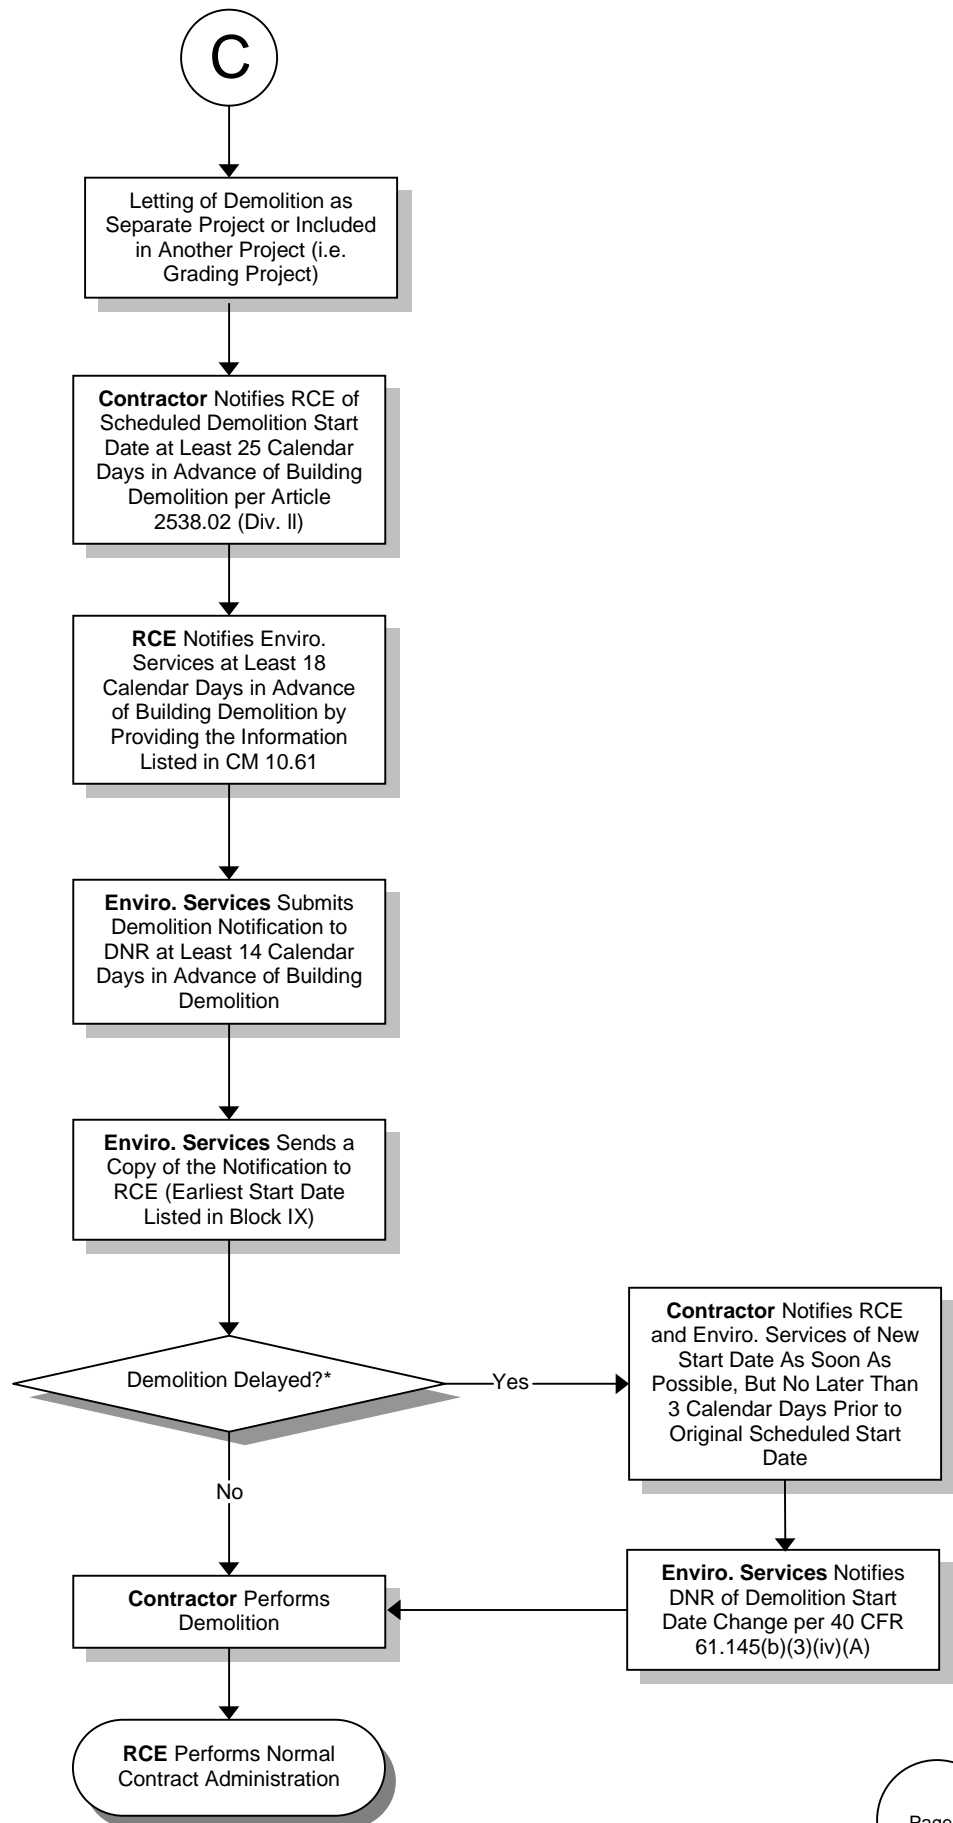 C
Letting of Demolition as
Separate Project or Included
in Another Project (i.e.
Grading Project)
Contractor Notifies RCE of
Scheduled Demolition Start
Date at Least 25 Calendar
Days in Advance of Building
Demolition per Article
2538.02 (Div. II)
RCE Notifies Enviro.
Services at Least 18
Calendar Days in Advance
of Building Demolition by
Providing the Information
Listed in CM 10.61
Enviro. Services Submits
Demolition Notification to
DNR at Least 14 Calendar
Days in Advance of Building
Demolition
Enviro. Services Sends a
Copy of the Notification to
RCE (Earliest Start Date
Listed in Block IX)
Demolition Delayed?*
Yes
Contractor Notifies RCE
and Enviro. Services of New
Start Date As Soon As
Possible, But No Later Than
3 Calendar Days Prior to
Original Scheduled Start
Date
No
Enviro. Services Notifies
DNR of Demolition Start
Date Change per 40 CFR
61.145(b)(3)(iv)(A)
Contractor Performs
Demolition
RCE Performs Normal
Contract Administration
Page